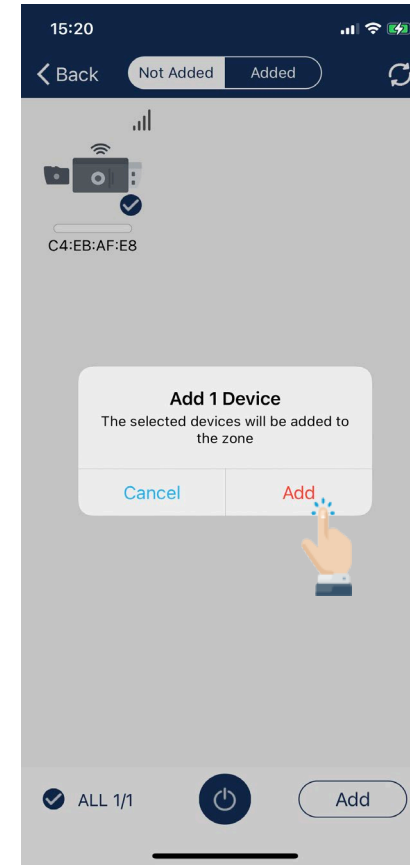 15:20
Back
Not Added
Added
C4:EB:AF:E8
Add 1 Device
The selected devices will be added to
the zone
Cancel
Add
ALL 1/1
Add